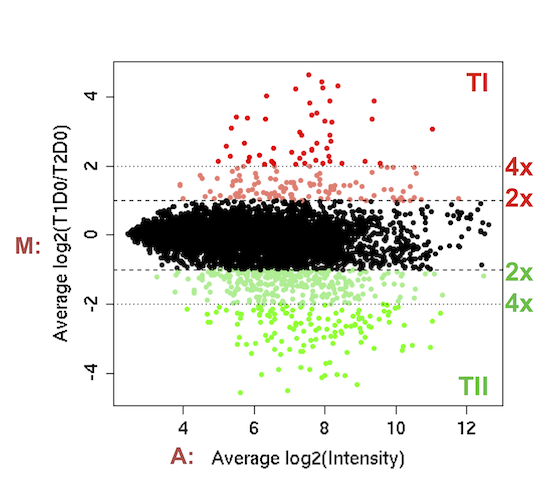 TI
4
2
0
-2
-4
4x
2x
2x
4x
TII
M:
Average log2(T1D0/T2D0)
4 6 8 10 12
A: Average log2(Intensity)